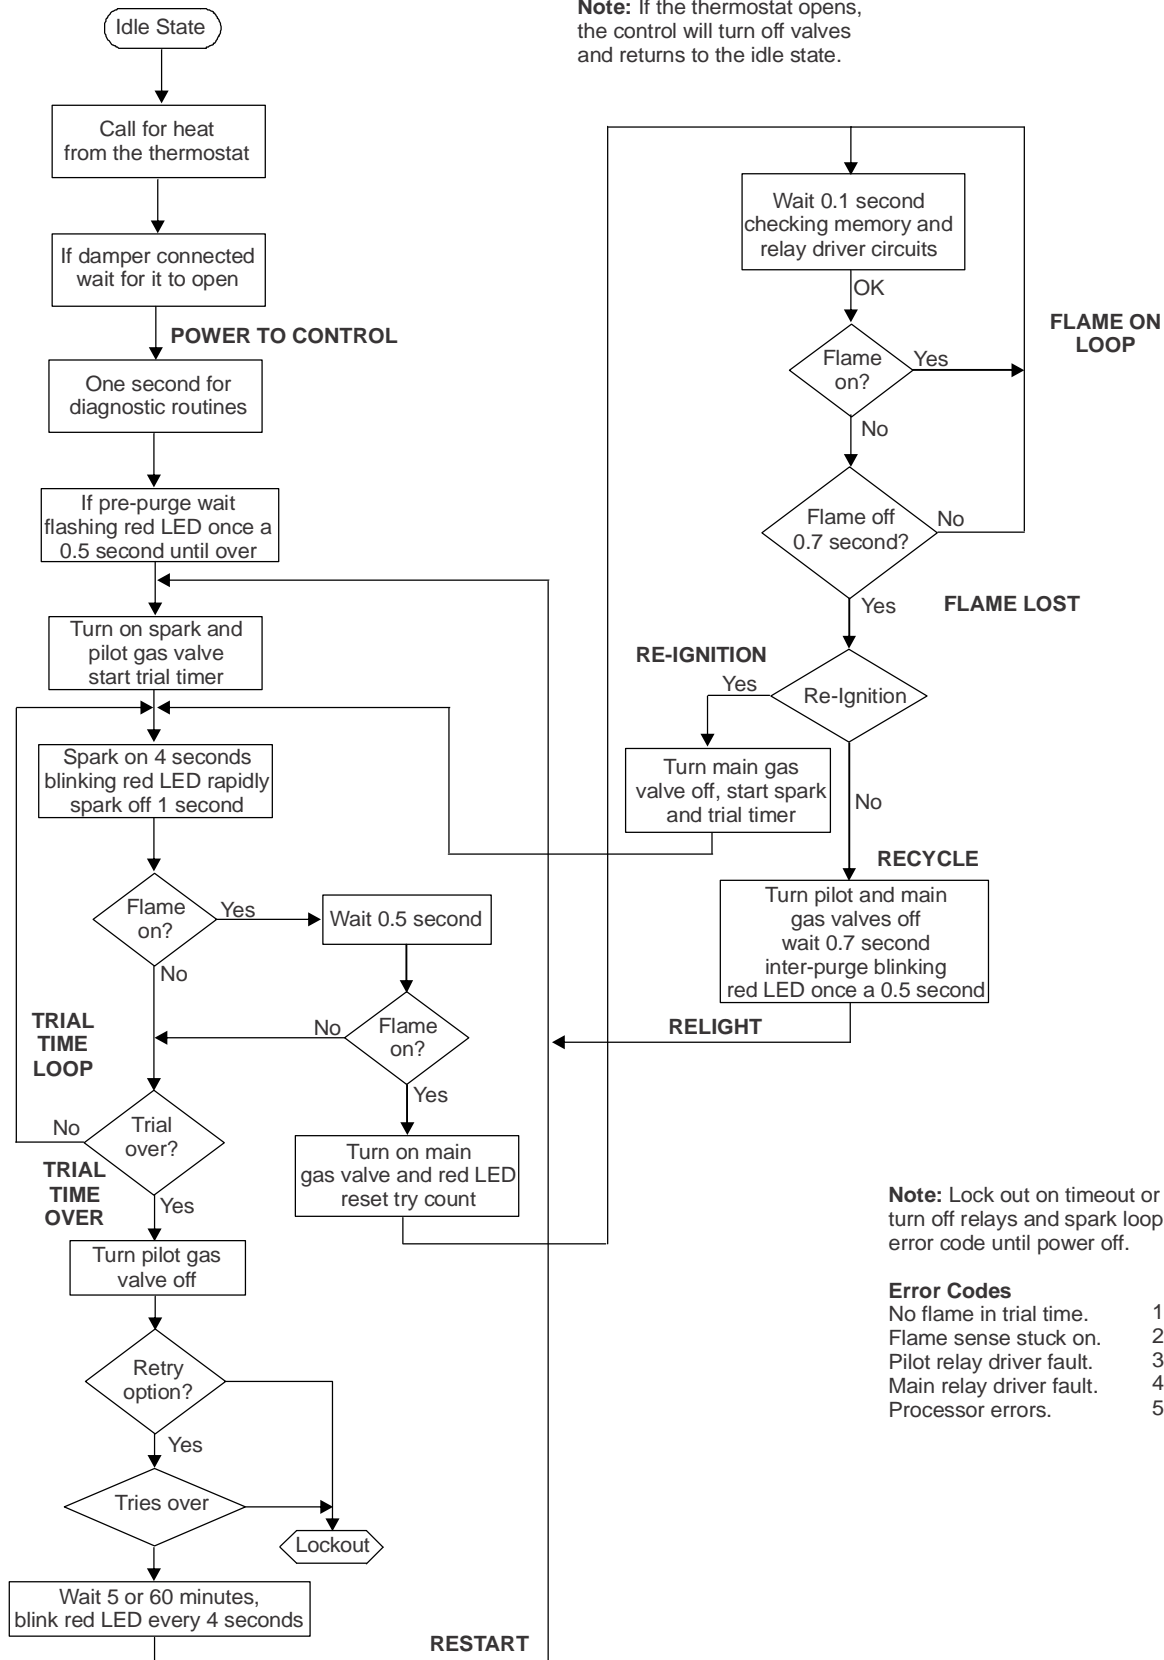 Idle State
Note: If the thermostat opens,
the control will turn off valves
and returns to the idle state.
Call for heat
from the thermostat
If damper connected
wait for it to open
POWER TO CONTROL
One second for
diagnostic routines
If pre-purge wait
flashing red LED once a
0.5 second until over
Turn on spark and
pilot gas valve
start trial timer
Spark on 4 seconds
blinking red LED rapidly
spark off 1 second
Flame
on?
Yes
No
Wait 0.5 second
Flame
on?
No
Yes
TRIAL
TIME
LOOP
Trial
over?
No
Yes
TRIAL
TIME
OVER
Turn on main
gas valve and red LED
reset try count
Turn pilot gas
valve off
Retry
option?
Yes
Tries over
Lockout
Wait 5 or 60 minutes,
blink red LED every 4 seconds
RESTART
Wait 0.1 second
checking memory and
relay driver circuits
OK
Flame
on?
Yes
No
FLAME ON
LOOP
Flame off
0.7 second?
No
Yes
FLAME LOST
RE-IGNITION
Yes
Re-Ignition
No
Turn main gas
valve off, start spark
and trial timer
RECYCLE
Turn pilot and main
gas valves off
wait 0.7 second
inter-purge blinking
red LED once a 0.5 second
RELIGHT
Note: Lock out on timeout or
turn off relays and spark loop
error code until power off.
Error Codes
No flame in trial time. 1
Flame sense stuck on. 2
Pilot relay driver fault. 3
Main relay driver fault. 4
Processor errors. 5